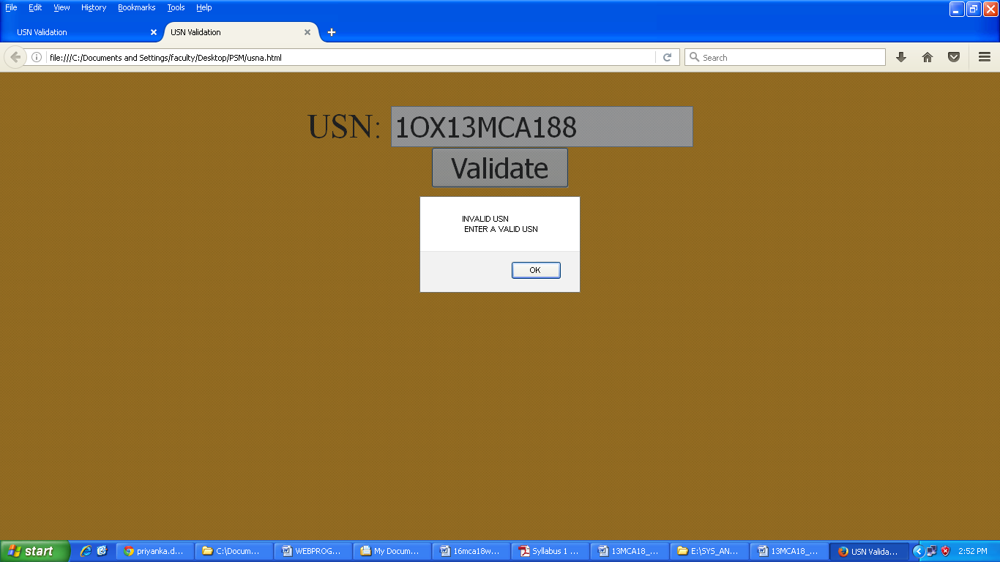 File Edit View History Bookmarks Tools Help
USN Validation
USN Validation
file:///C:/Documents and Settings/faculty/Desktop/PSM/usna.html
Search
USN: 1OX13MCA188
Validate
INVALID USN
ENTER A VALID USN
OK
start
priyanka.d...
C:\Docum...
WEBPROG...
My Docum...
16mca18w...
Syllabus 1 ...
13MCA18_...
E:\SYS_AN...
13MCA18_...
USN Valida...
2:52 PM